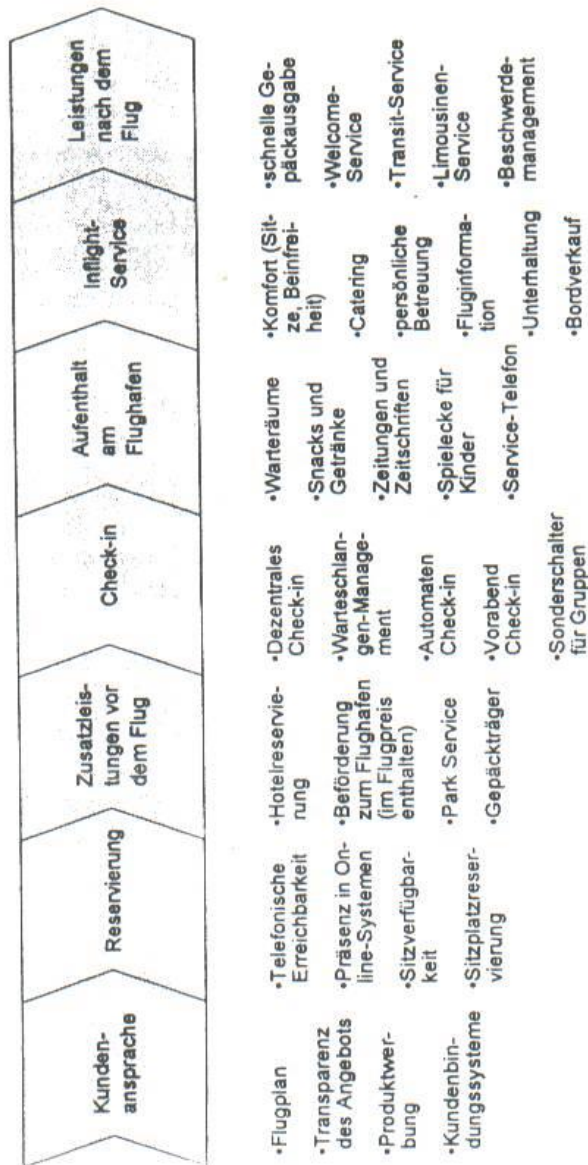 Kunden-
ansprache
•Flugplan
•Transparenz
des Angebots
•Produktwer-
bung
•Kundenbin-
dungssysteme
Reservierung
•Telefonische
Erreichbarkeit
•Präsenz in On-
line-Systemen
•Sitzverfügbar-
keit
•Sitzplatzreser-
vierung
Zusatzleis-
tungen vor
dem Flug
•Hotelreservie-
rung
•Beförderung
zum Flughafen
(im Flugpreis
enthalten)
•Park Service
•Gepäckträger
Check-in
•Dezentrales
Check-in
•Warteschlan-
gen-Manage-
ment
•Automaten
Check-in
•Vorabend
Check-in
•Sonderschalter
für Gruppen
Aufenthalt
am
Flughafen
•Warteräume
•Snacks und
Getränke
•Zeitungen und
Zeitschriften
•Spielecke für
Kinder
•Service-Telefon
Inflight-
Service
•Komfort (Sit-
ze, Beinfrei-
heit)
•Catering
•persönliche
Betreuung
•Fluginforma-
tion
•Unterhaltung
•Bordverkauf
Leistungen
nach dem
Flug
•schnelle Ge-
päckausgabe
•Welcome-
Service
•Transit-Service
•Limousinen-
Service
•Beschwerde-
management